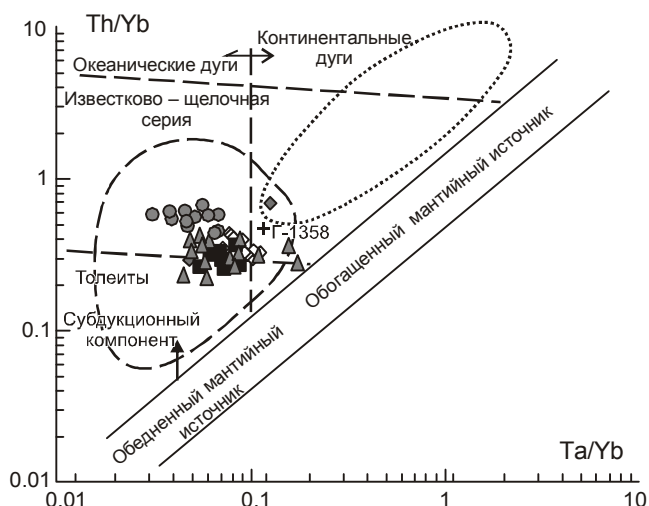 10
Th/Yb
Континентальные
дуги
Океанические дуги
Известково – щелочная
серия
1
Г-1358
Толеиты
0.1
Субдукционный
компонент
Обогащенный мантийный источник
Обедненный мантийный
источник
Ta/Yb
0.01
0.01
0.1
1
10